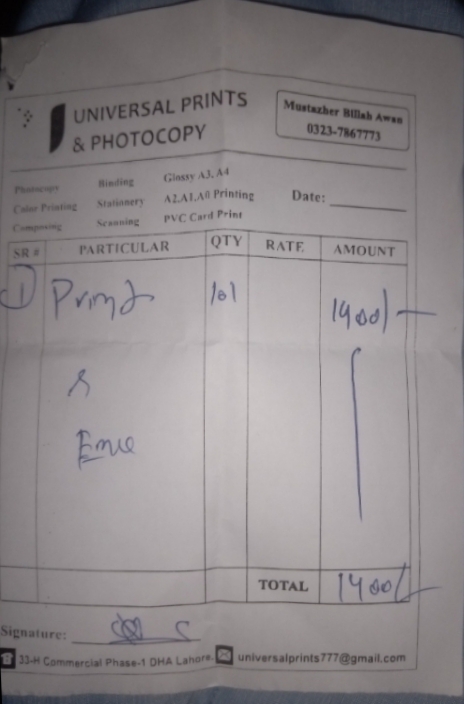 UNIVERSAL PRINTS
& PHOTOCOPY
Mustazher Billah Awan
0323-7867773
Photocopy Binding Glossy A3, A4
Color Printing Stationery A2,A1,A0 Printing
Composing Scanning PVC Card Print
Date:
SR # PARTICULAR QTY RATE AMOUNT
1 Print 101 1400/-
&
TOTAL 1400/-
Signature:
33-H Commercial Phase-1 DHA Lahore. universalprints777@gmail.com